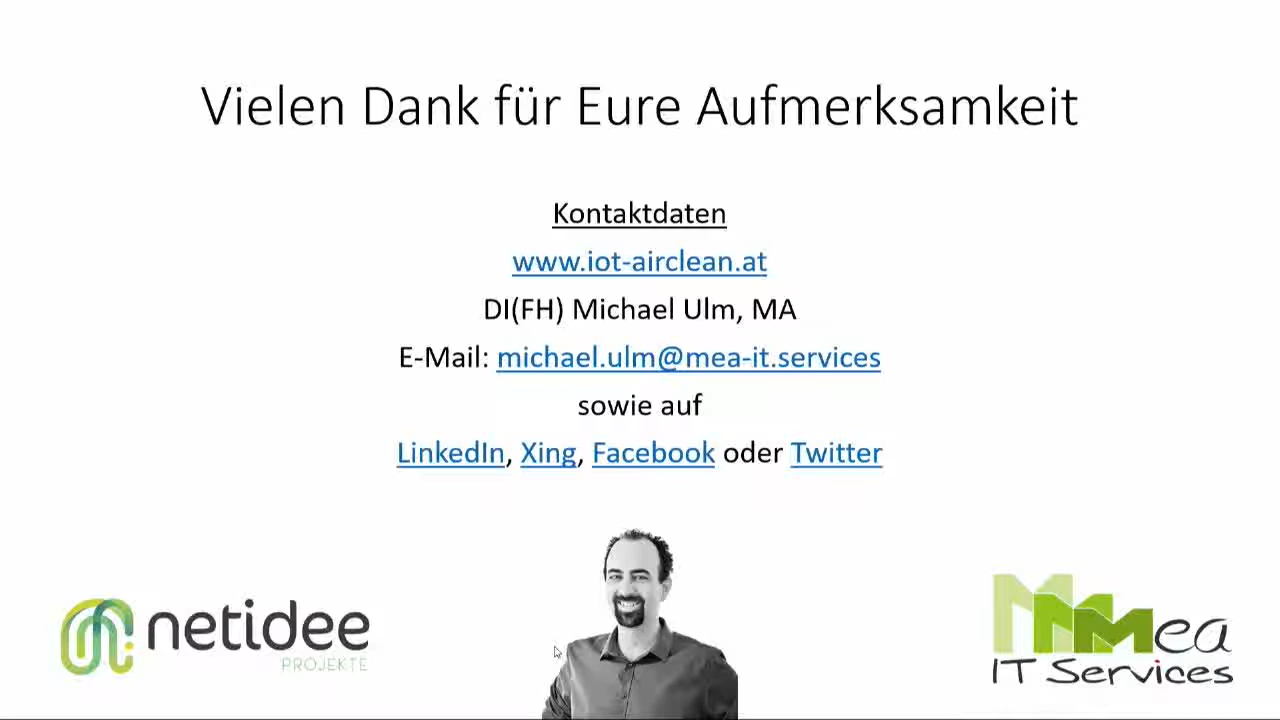 Vielen Dank für Eure Aufmerksamkeit
Kontaktdaten
www.iot-airclean.at
DI(FH) Michael Ulm, MA
E-Mail: michael.ulm@mea-it.services
sowie auf
LinkedIn, Xing, Facebook oder Twitter
netidee
PROJEKTE
Mea
IT Services